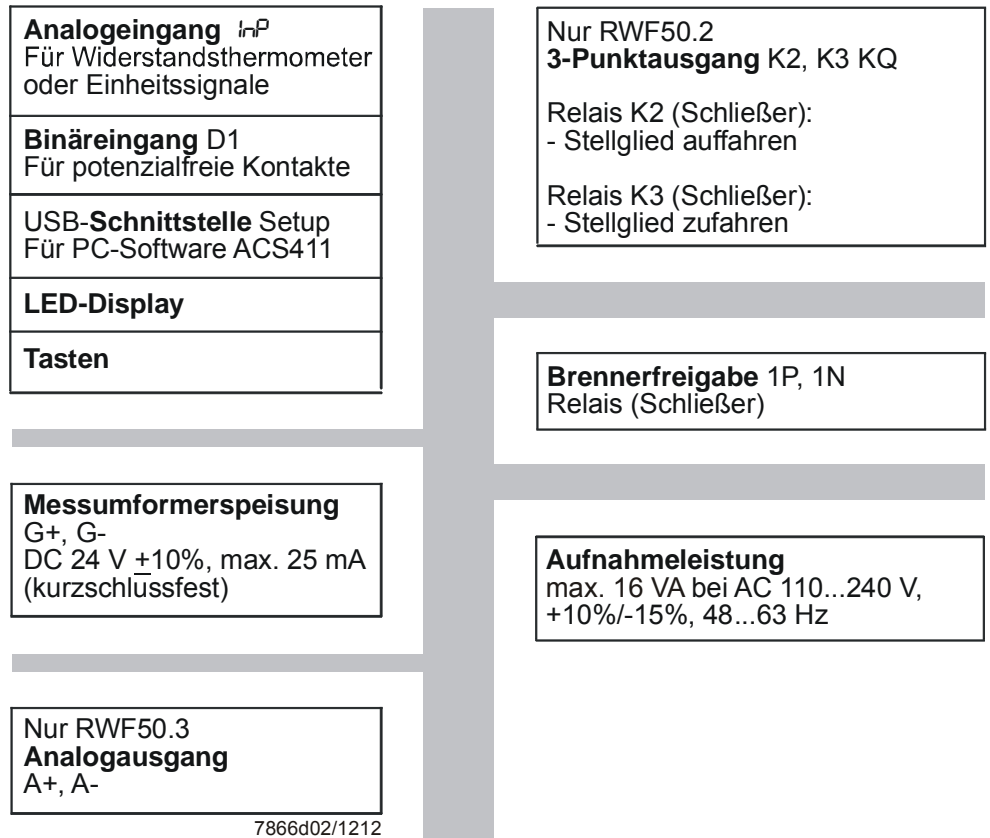 Analogeingang InP
Für Widerstandsthermometer
oder Einheitssignale
Binäreingang D1
Für potenzialfreie Kontakte
USB-Schnittstelle Setup
Für PC-Software ACS411
LED-Display
Tasten
Messumformerspeisung
G+, G-
DC 24 V ±10%, max. 25 mA
(kurzschlussfest)
Nur RWF50.3
Analogausgang
A+, A-
7866d02/1212
Nur RWF50.2
3-Punktausgang K2, K3 KQ
Relais K2 (Schließer):
- Stellglied auffahren
Relais K3 (Schließer):
- Stellglied zufahren
Brennerfreigabe 1P, 1N
Relais (Schließer)
Aufnahmeleistung
max. 16 VA bei AC 110...240 V,
+10%/-15%, 48...63 Hz